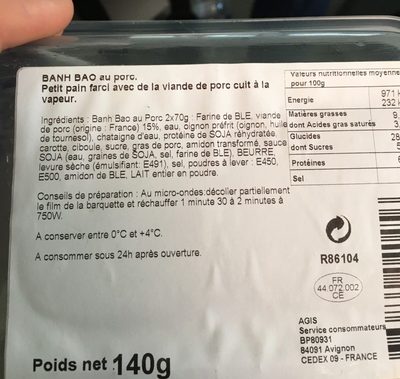 BANH BAO au porc.
Petit pain farci avec de la viande de porc cuit à la
vapeur.
Ingrédients : Banh Bao au Porc 2x70g : Farine de BLE, viande
de porc (origine : France) 15%, eau, oignon préfrit (oignon, huile
de tournesol), chataigne d'eau, protéine de SOJA réhydratée,
carotte, ciboule, sucre, gras de porc, amidon transformé, sauce
SOJA (eau, graines de SOJA, sel, farine de BLE), BEURRE,
levure sèche (émulsifiant: E491), sel, poudres à lever : E450,
E500, amidon de BLE, LAIT entier en poudre.
Conseils de préparation : Au micro-ondes:décoller partiellement
le film de la barquette et réchauffer 1 minute 30 à 2 minutes à
750W.
A conserver entre 0°C et +4°C.
A consommer sous 24h après ouverture.
Poids net :140g
Valeurs nutritionnelles moyenne
pour 100g
Energie
971
232
Matières grasses
dont Acides gras saturés
Glucides 28
dont Sucres
Protéines
Sel
R86104
FR
44.072.002
CE
AGIS
Service consommateurs
BP80931
84091 Avignon
CEDEX 09 - FRANCE